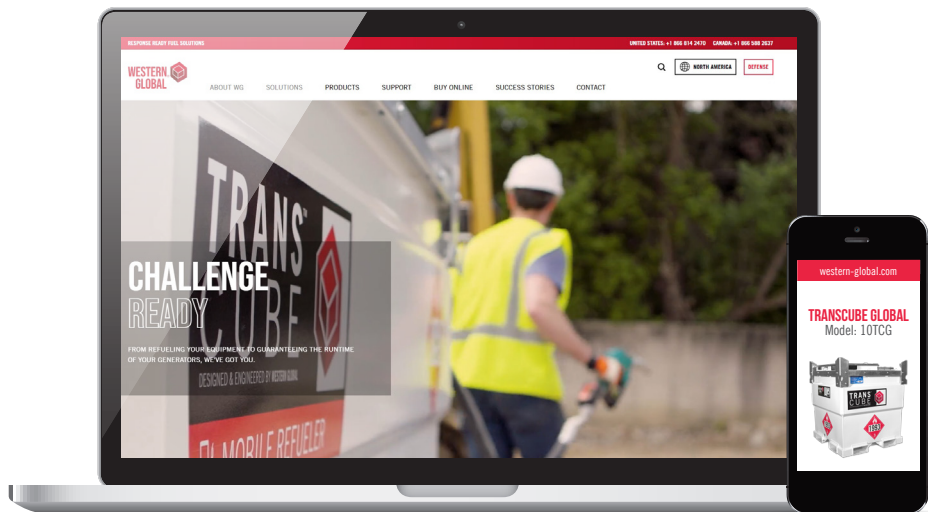 RESPONSE READY FUEL SOLUTIONS
UNITED STATES: +1 866 814 2470 CANADA: +1 866 508 2637
WESTERN
GLOBAL
NORTH AMERICA
DEFENSE
ABOUT WG SOLUTIONS PRODUCTS SUPPORT BUY ONLINE SUCCESS STORIES CONTACT
TRANS™
CUBE
DESIGNED & ENGINEERED BY WESTERN GLOBAL
MOBILE REFUELER
CHALLENGE
READY
FROM REFUELING YOUR EQUIPMENT TO GUARANTEEING THE RUNTIME
OF YOUR GENERATORS, WE'VE GOT YOU.
western-global.com
TRANSCUBE GLOBAL
Model: 10TCG
TRANS
CUBE
1993